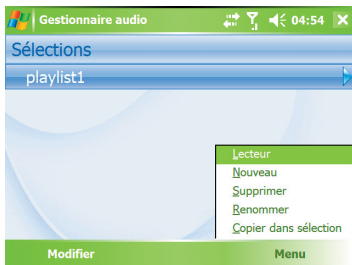 Gestionnaire audio 04:54
Sélections
playlist1
Lecteur
Nouveau
Supprimer
Renommer
Copier dans sélection
Modifier Menu